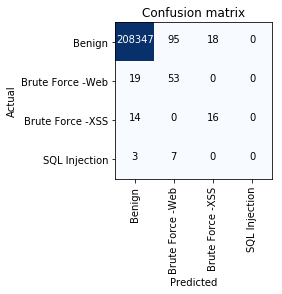 Confusion matrix
Actual
Benign 208347 95 18 0
Brute Force -Web 19 53 0 0
Brute Force -XSS 14 0 16 0
SQL Injection 3 7 0 0
Benign
Brute Force -Web
Brute Force -XSS
SQL Injection
Predicted